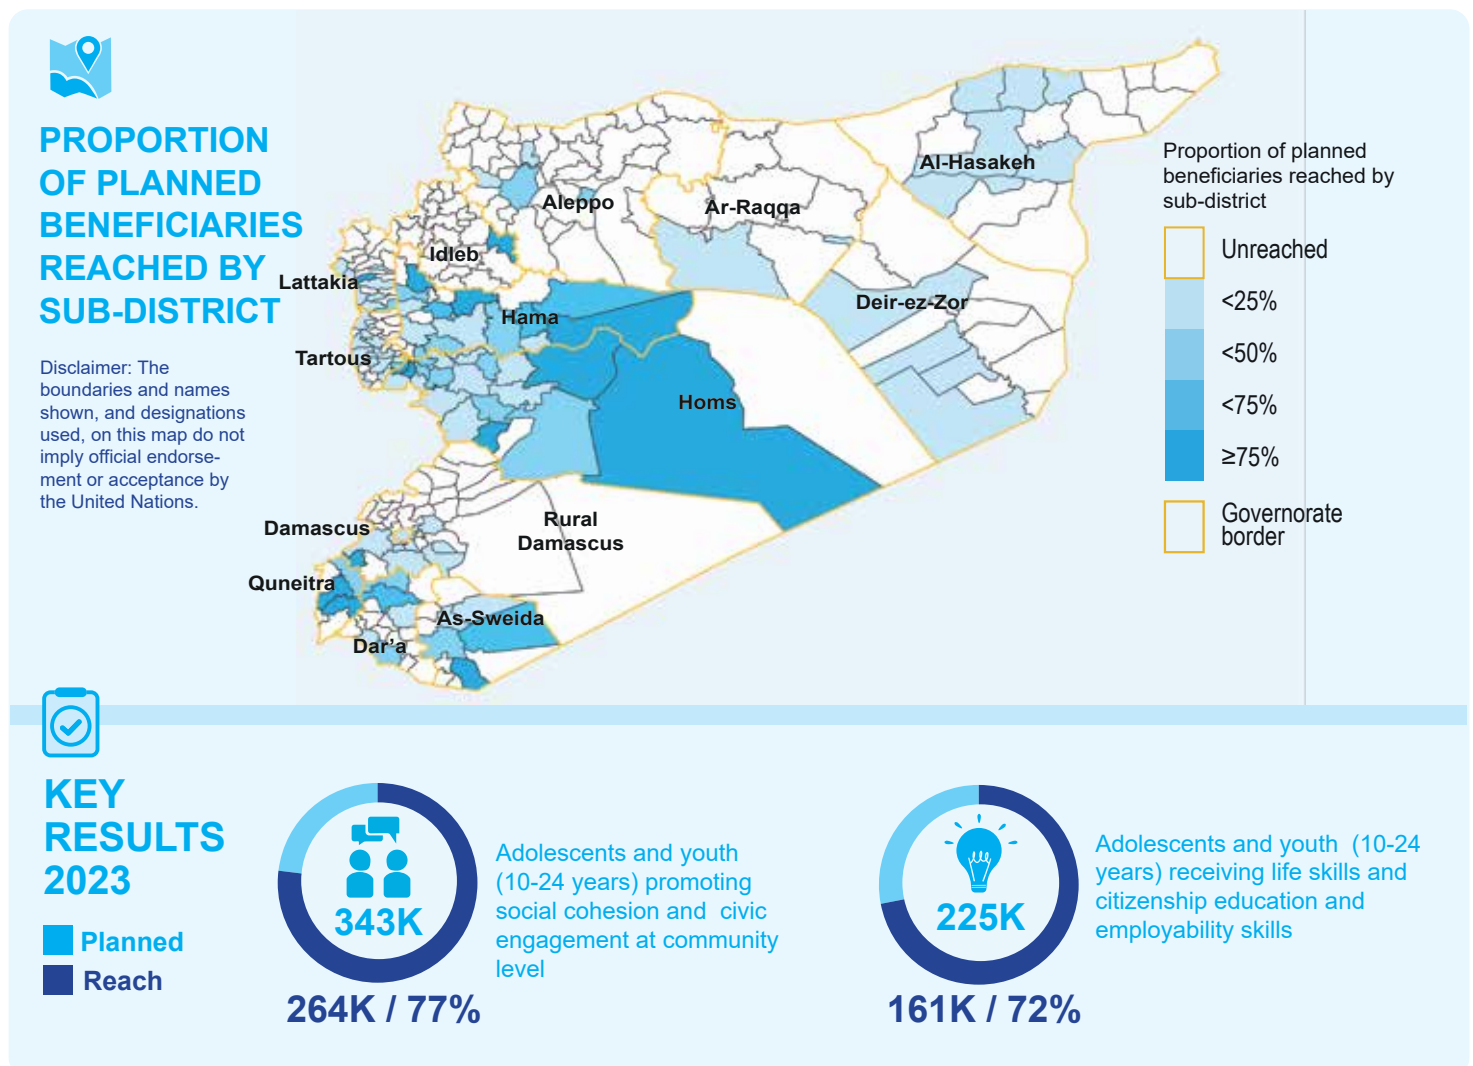 PROPORTION
OF PLANNED
BENEFICIARIES
REACHED BY
SUB-DISTRICT
Disclaimer: The
boundaries and names
shown, and designations
used, on this map do not
imply official endorse-
ment or acceptance by
the United Nations.
Al-Hasakeh
Aleppo
Ar-Raqqa
Idleb
Lattakia
Deir-ez-Zor
Hama
Tartous
Homs
Rural
Damascus
Damascus
Quneitra
As-Sweida
Dar’a
Proportion of planned
beneficiaries reached by
sub-district
Unreached
<25%
<50%
<75%
≥75%
Governorate
border
KEY
RESULTS
2023
Planned
Reach
343K
264K / 77%
Adolescents and youth
(10-24 years) promoting
social cohesion and  civic
engagement at community
level
225K
161K / 72%
Adolescents and youth  (10-24
years) receiving life skills and
citizenship education and
employability skills